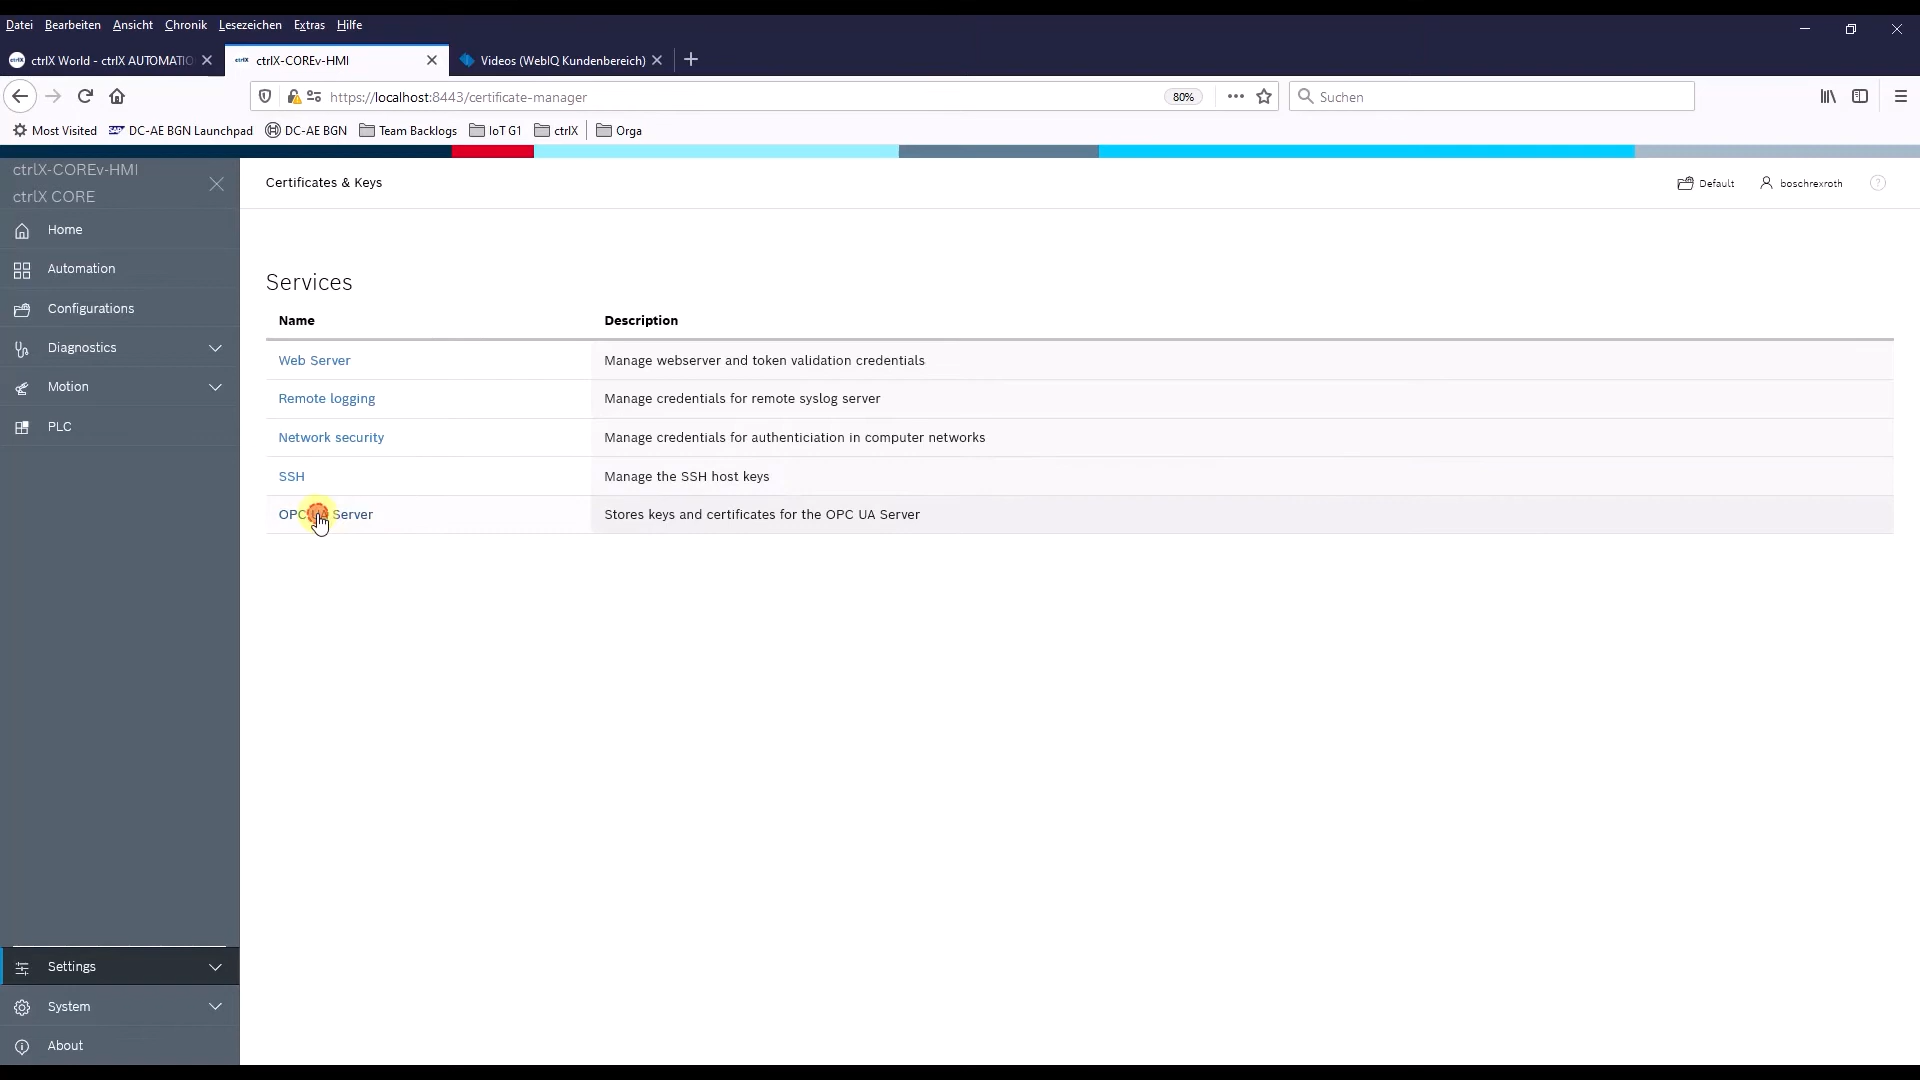 Datei Bearbeiten Ansicht Chronik Lesezeichen Extras Hilfe
ctrlX World - ctrlX AUTOMATIO
ctrlX-COREv-HMI
Videos (WebIQ Kundenbereich)
https://localhost:8443/certificate-manager
80%
Suchen
Most Visited DC-AE BGN Launchpad DC-AE BGN Team Backlogs IoT G1 ctrlX Orga
ctrlX-COREv-HMI
ctrlX CORE
Home
Automation
Configurations
Diagnostics
Motion
PLC
Settings
System
About
Certificates & Keys
Default
boschrexroth
Services
Name Description
Web Server Manage webserver and token validation credentials
Remote logging Manage credentials for remote syslog server
Network security Manage credentials for authenticiation in computer networks
SSH Manage the SSH host keys
OPC UA Server Stores keys and certificates for the OPC UA Server